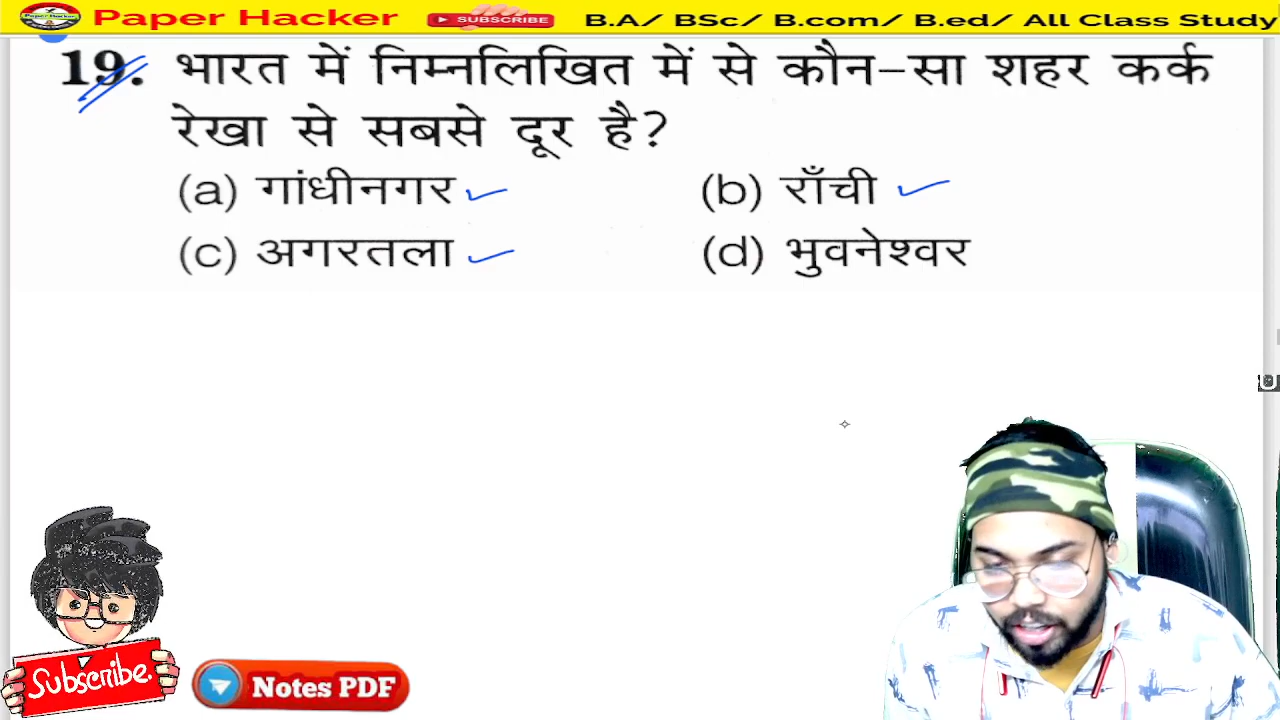 Paper Hacker SUBSCRIBE B.A/ BSc/ B.com/ B.ed/ All Class Study
19. भारत में निम्नलिखित में से कौन-सा शहर कर्क
रेखा से सबसे दूर है?
(a) गांधीनगर (b) राँची
(c) अगरतला (d) भुवनेश्वर
Subscribe.
Notes PDF